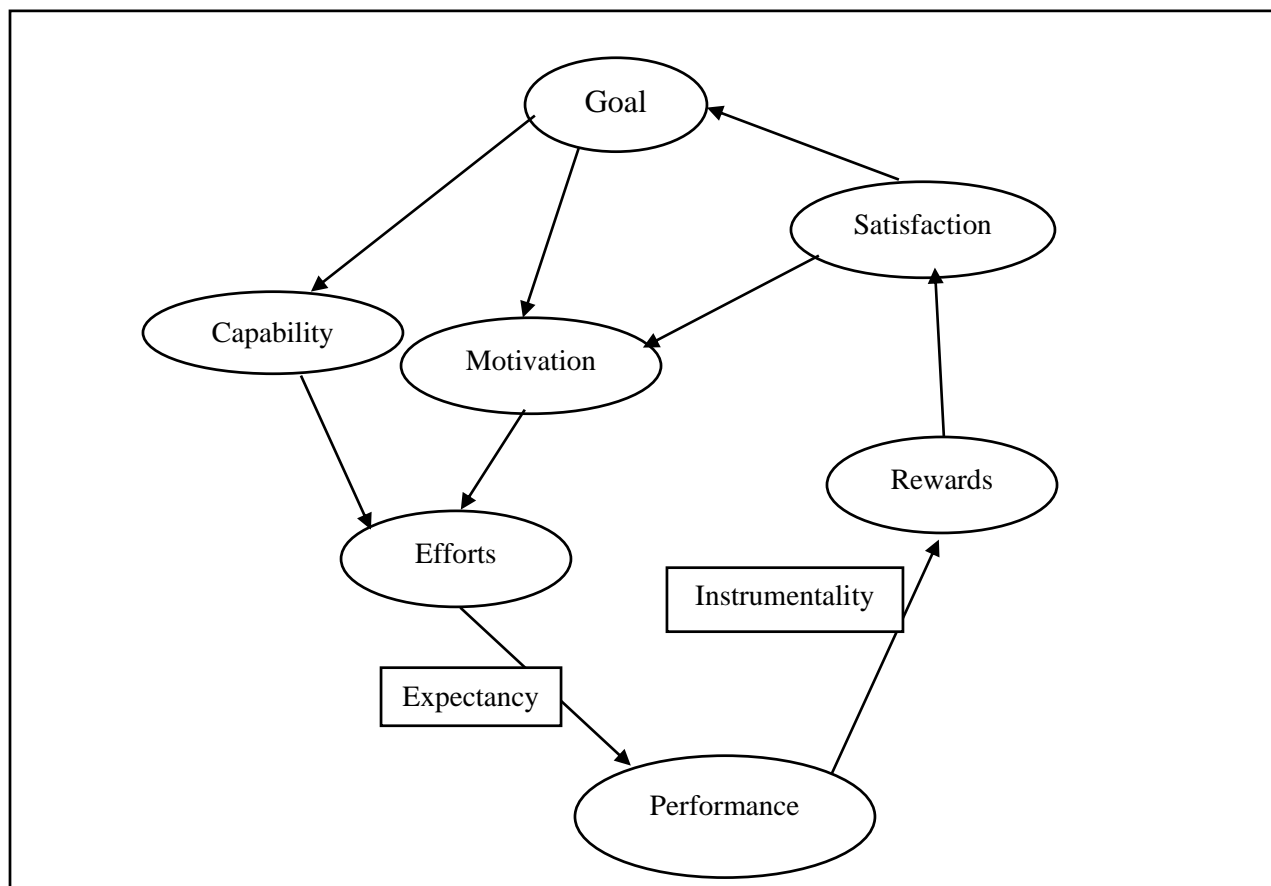 Goal
Satisfaction
Capability
Motivation
Rewards
Efforts
Instrumentality
Expectancy
Performance